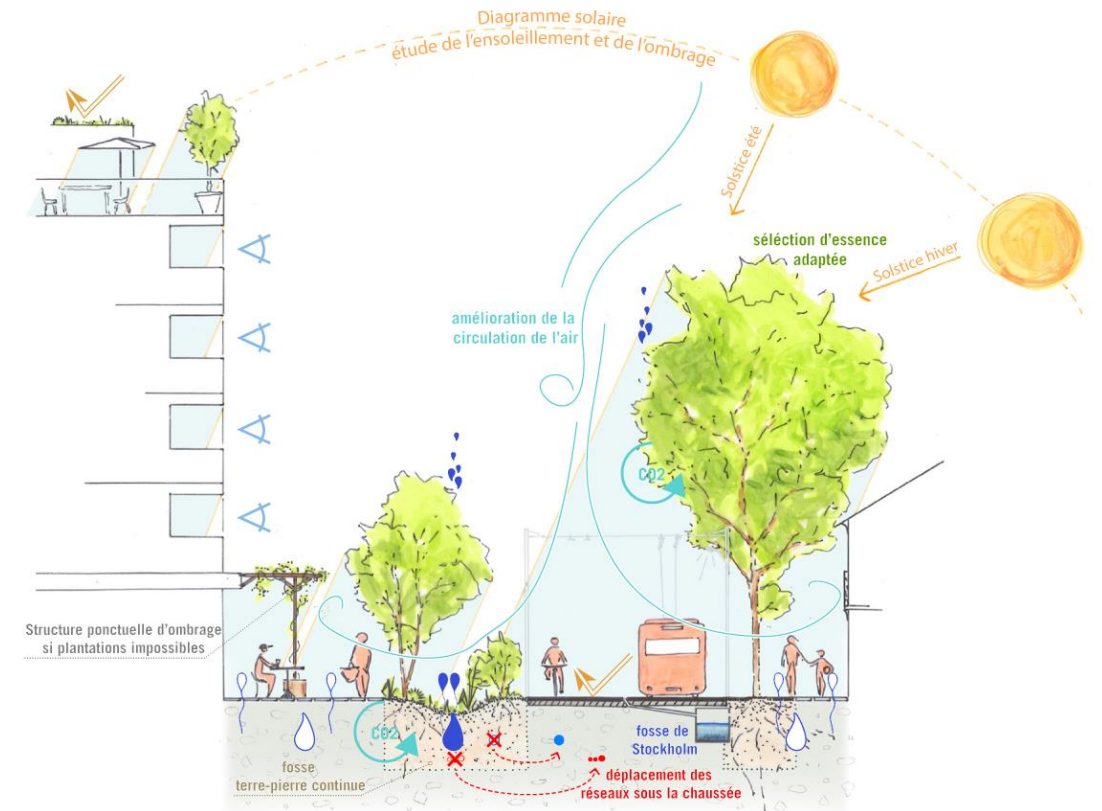 Diagramme solaire
étude de l'ensoleillement et de l'ombrage
Solstice été
séléction d'essence
adaptée
Solstice hiver
amélioration de la
circulation de l'air
CO2
Structure ponctuelle d'ombrage
si plantations impossibles
CO2
fosse
terre-pierre continue
fosse de
Stockholm
déplacement des
réseaux sous la chaussée